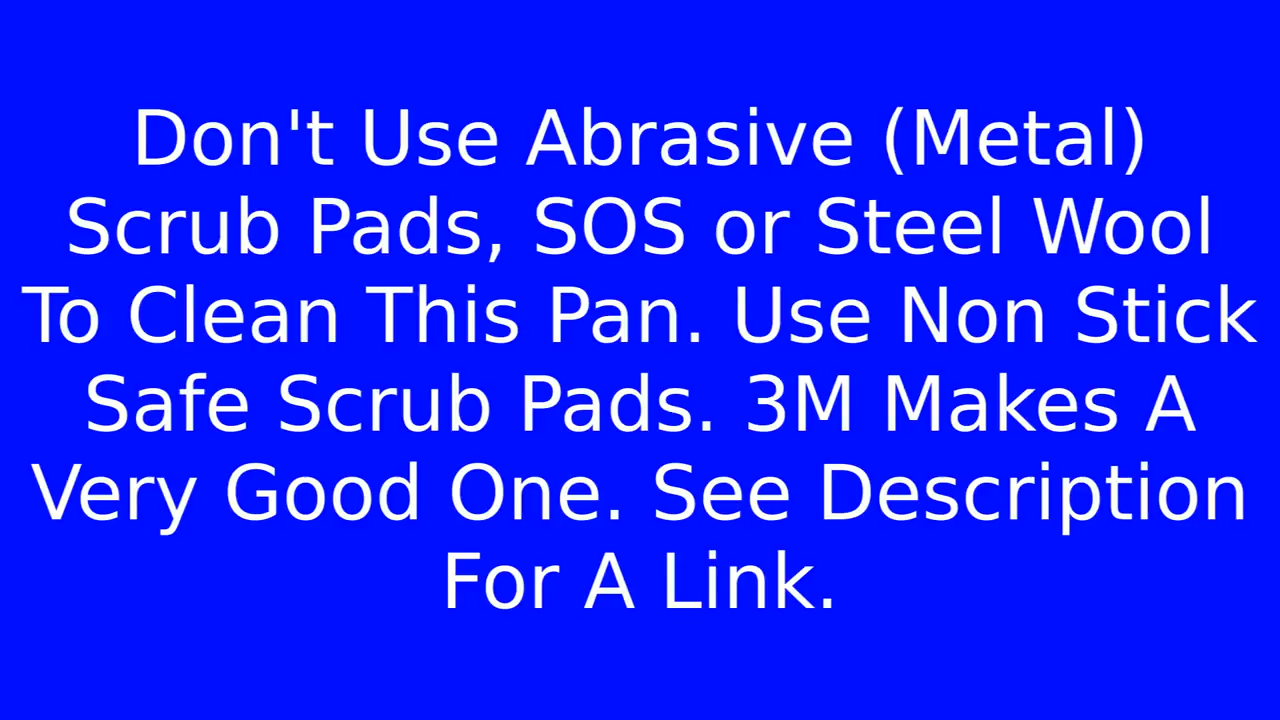 Don't Use Abrasive (Metal)
Scrub Pads, SOS or Steel Wool
To Clean This Pan. Use Non Stick
Safe Scrub Pads. 3M Makes A
Very Good One. See Description
For A Link.